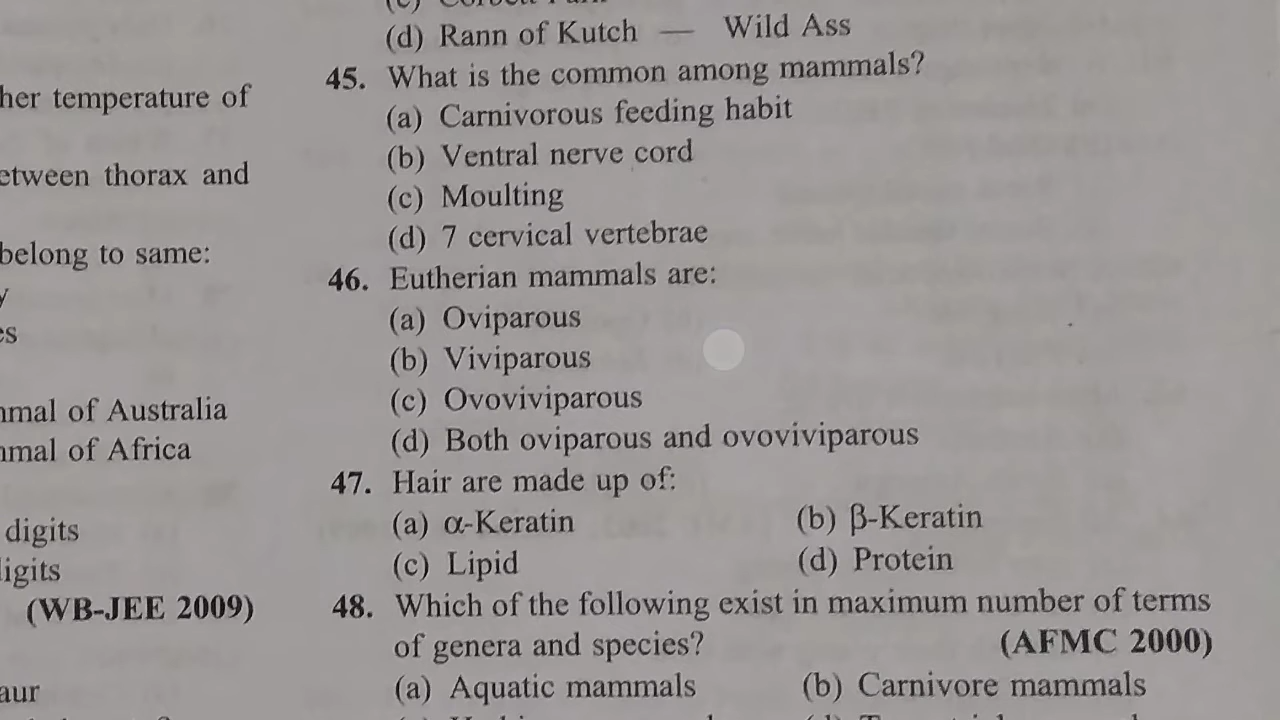 her temperature of
etween thorax and
belong to same:
y
es
mal of Australia
mal of Africa
digits
igits
(WB-JEE 2009)
aur
(d) Rann of Kutch — Wild Ass
45. What is the common among mammals?
(a) Carnivorous feeding habit
(b) Ventral nerve cord
(c) Moulting
(d) 7 cervical vertebrae
46. Eutherian mammals are:
(a) Oviparous
(b) Viviparous
(c) Ovoviviparous
(d) Both oviparous and ovoviviparous
47. Hair are made up of:
(a) α-Keratin (b) β-Keratin
(c) Lipid (d) Protein
48. Which of the following exist in maximum number of terms
of genera and species? (AFMC 2000)
(a) Aquatic mammals (b) Carnivore mammals